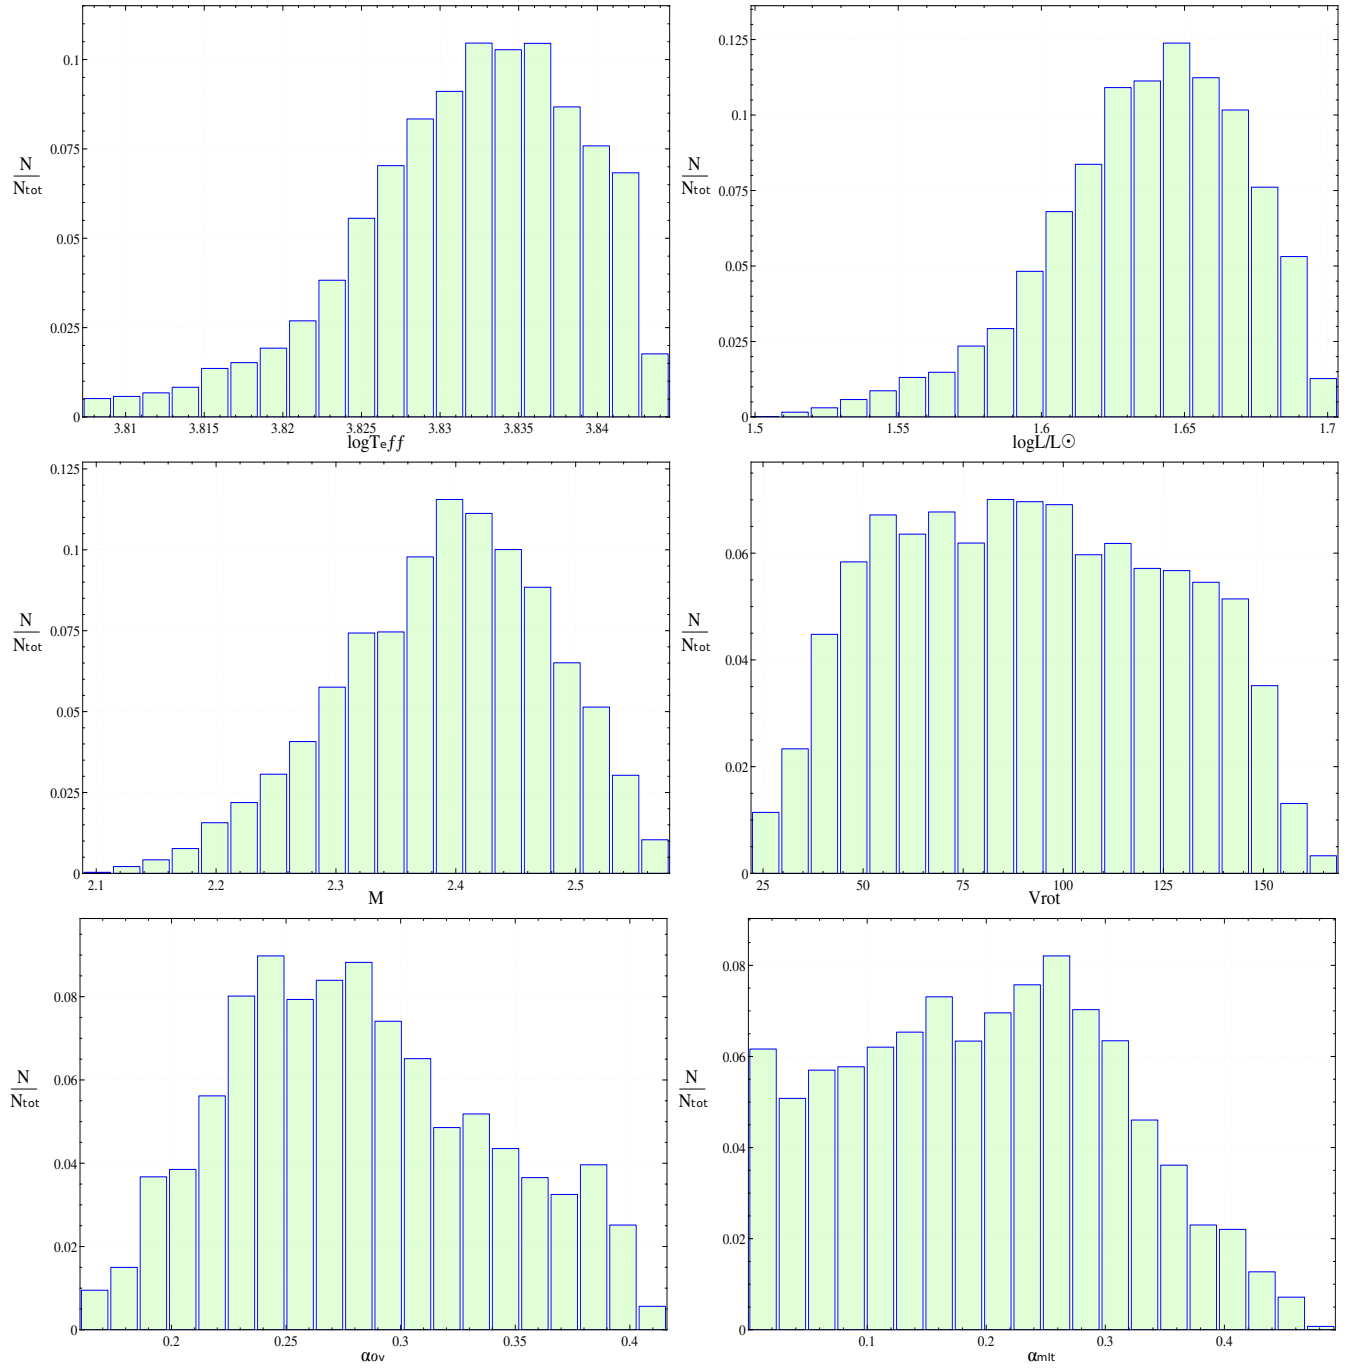 0.1
0.075
0.05
0.025
0
N
Ntot
3.81 3.815 3.82 3.825 3.83 3.835 3.84
logTeff
0.125
0.1
0.075
0.05
0.025
0
N
Ntot
1.5 1.55 1.6 1.65 1.7
logL/L☉
0.125
0.1
0.075
0.05
0.025
0
N
Ntot
2.1 2.2 2.3 2.4 2.5
M
0.06
0.04
0.02
0
N
Ntot
25 50 75 100 125 150
Vrot
0.08
0.06
0.04
0.02
0
N
Ntot
0.2 0.25 0.3 0.35 0.4
αov
0.08
0.06
0.04
0.02
0
N
Ntot
0.1 0.2 0.3 0.4
αmlt